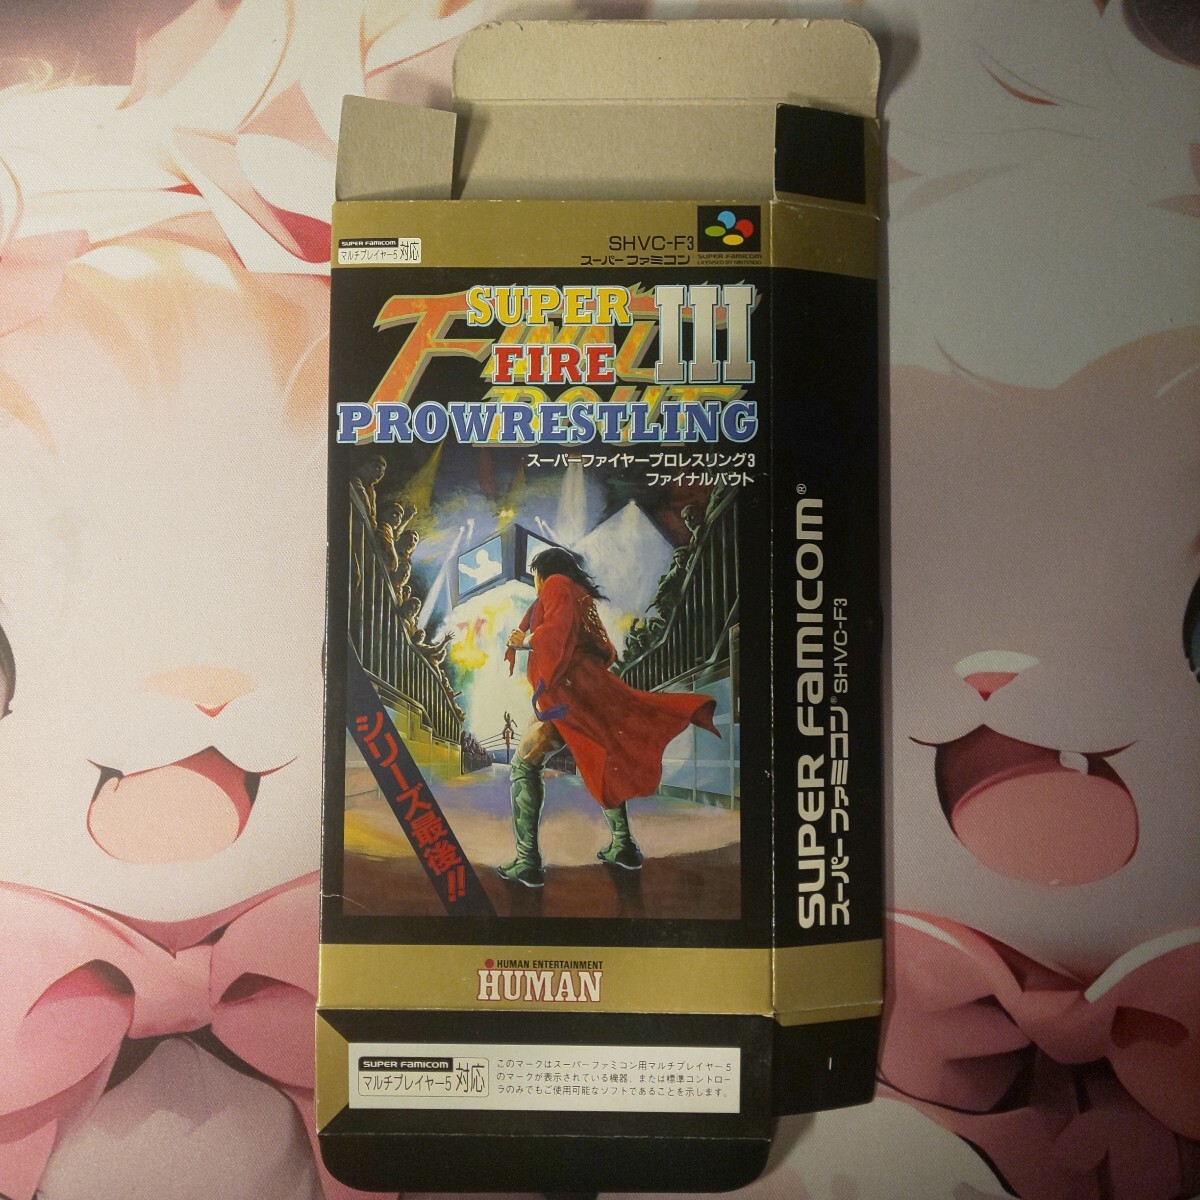 SUPER FAMICOM
マルチプレイヤー5 対応
SHVC-F3
スーパーファミコン
SUPER FAMICOM
LICENSED BY NINTENDO
FINAL BOUT
SUPER
FIRE III
PROWRESTLING
スーパーファイヤープロレスリング3
ファイナルバウト
シリーズ最後!!
HUMAN ENTERTAINMENT
HUMAN
SUPER FAMICOM
マルチプレイヤー5 対応
このマークはスーパーファミコン用マルチプレイヤー5
のマークが表示されている機器、または標準コントロー
ラのみでもご使用可能なソフトであることを示します。
SUPER FAMICOM®
スーパーファミコン® SHVC-F3